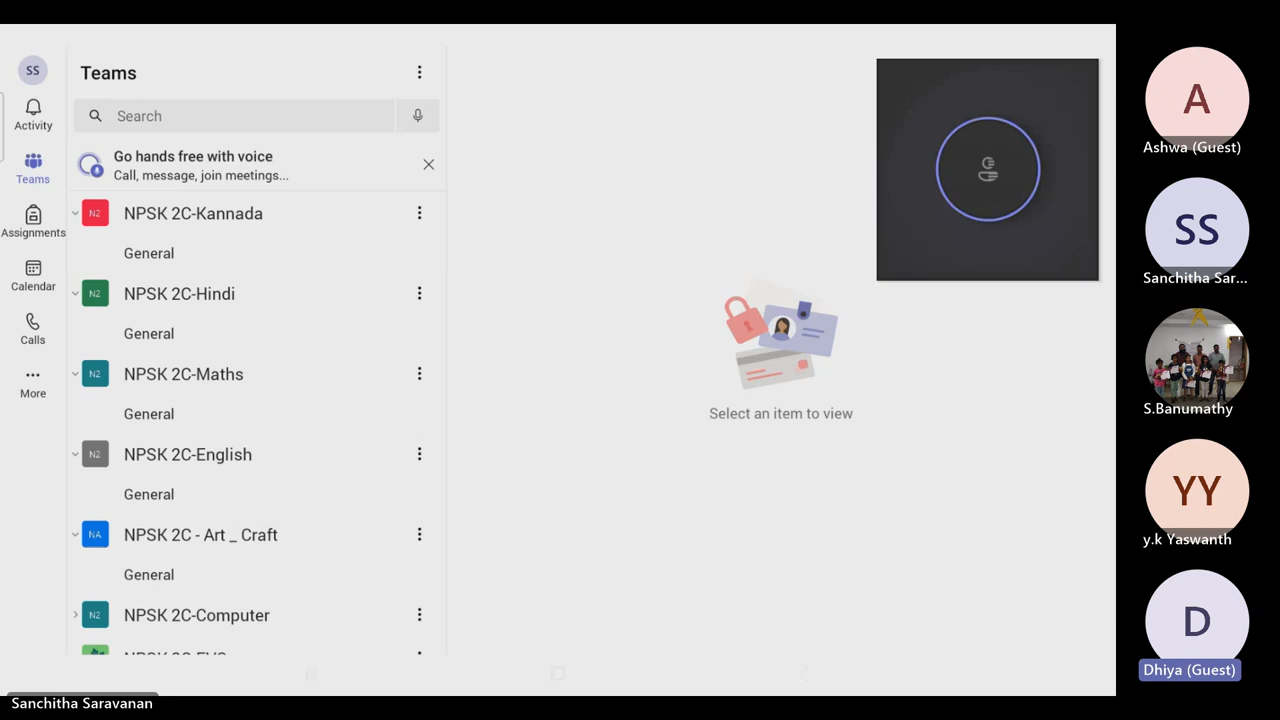 SS
Activity
Teams
Assignments
Calendar
Calls
More
Teams
Search
Go hands free with voice
Call, message, join meetings...
N2 NPSK 2C-Kannada
General
N2 NPSK 2C-Hindi
General
N2 NPSK 2C-Maths
General
N2 NPSK 2C-English
General
NA NPSK 2C - Art _ Craft
General
N2 NPSK 2C-Computer
Select an item to view
A
Ashwa (Guest)
SS
Sanchitha Sar...
S.Banumathy
YY
y.k Yaswanth
D
Dhiya (Guest)
Sanchitha Saravanan